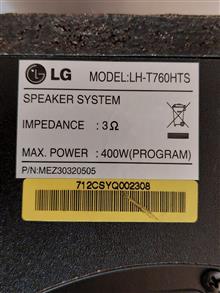 LG MODEL:LH-T760HTS
SPEAKER SYSTEM
IMPEDANCE : 3Ω
MAX. POWER : 400W(PROGRAM)
P/N:MEZ30320505
712CSYQ002308